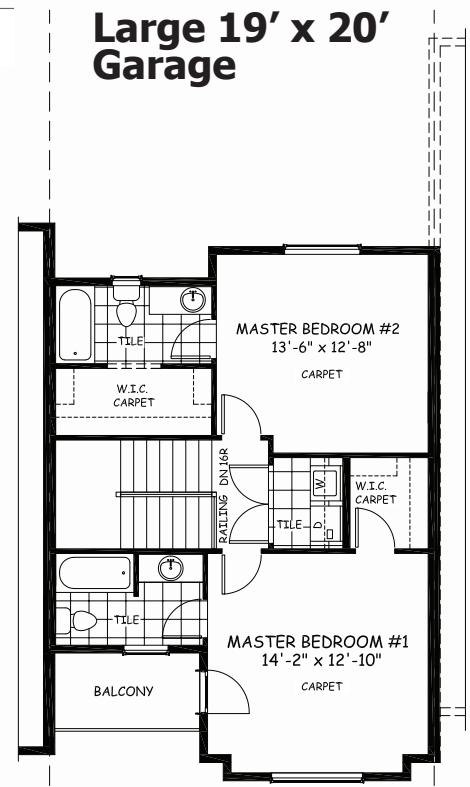 Large 19’ x 20’
Garage
MASTER BEDROOM #2
13'-6" x 12'-8"
CARPET
TILE
W.I.C.
CARPET
RAILING DN 16R
W
D
TILE
W.I.C.
CARPET
TILE
MASTER BEDROOM #1
14'-2" x 12'-10"
CARPET
BALCONY